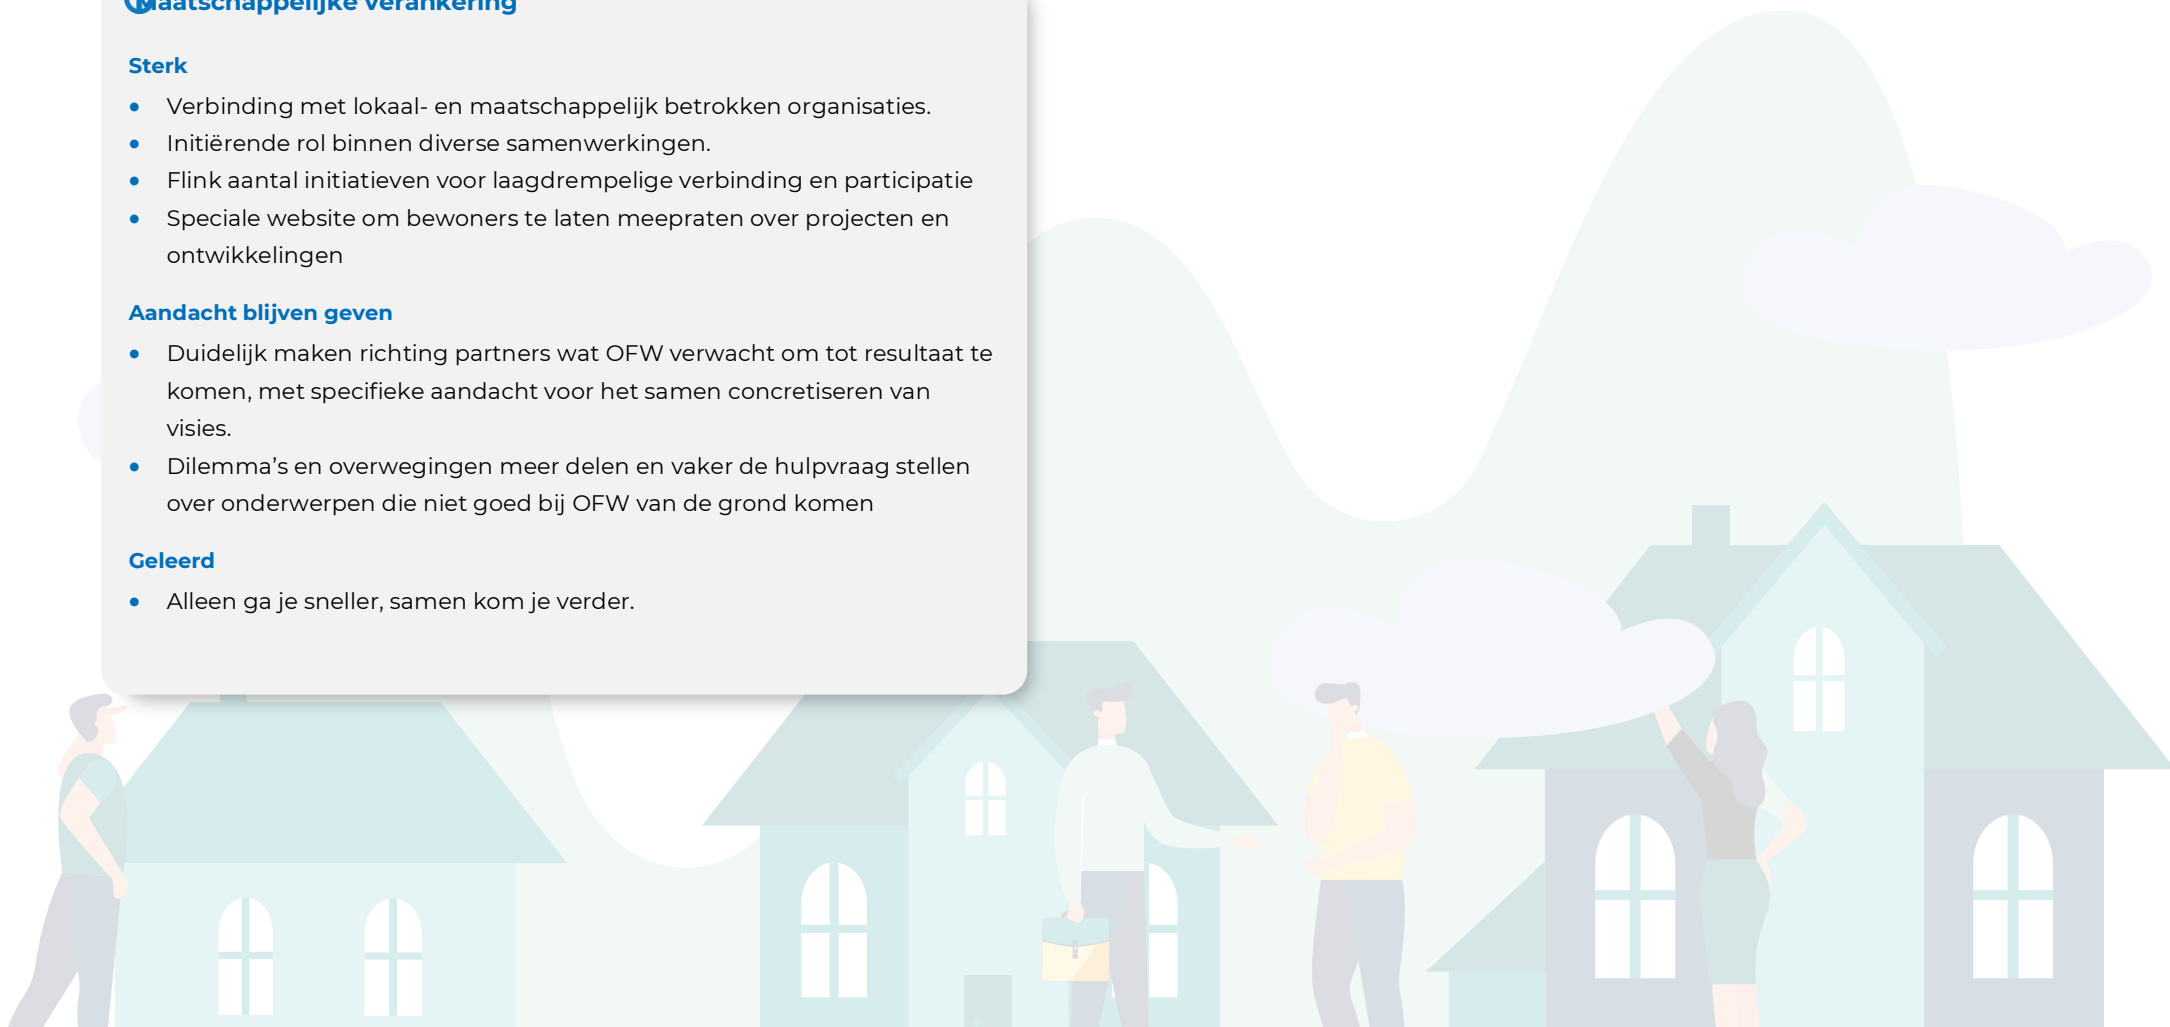 Maatschappelijke verankering
Sterk
• Verbinding met lokaal- en maatschappelijk betrokken organisaties.
• Initiërende rol binnen diverse samenwerkingen.
• Flink aantal initiatieven voor laagdrempelige verbinding en participatie
• Speciale website om bewoners te laten meepraten over projecten en
ontwikkelingen
Aandacht blijven geven
• Duidelijk maken richting partners wat OFW verwacht om tot resultaat te
komen, met specifieke aandacht voor het samen concretiseren van
visies.
• Dilemma’s en overwegingen meer delen en vaker de hulpvraag stellen
over onderwerpen die niet goed bij OFW van de grond komen
Geleerd
• Alleen ga je sneller, samen kom je verder.